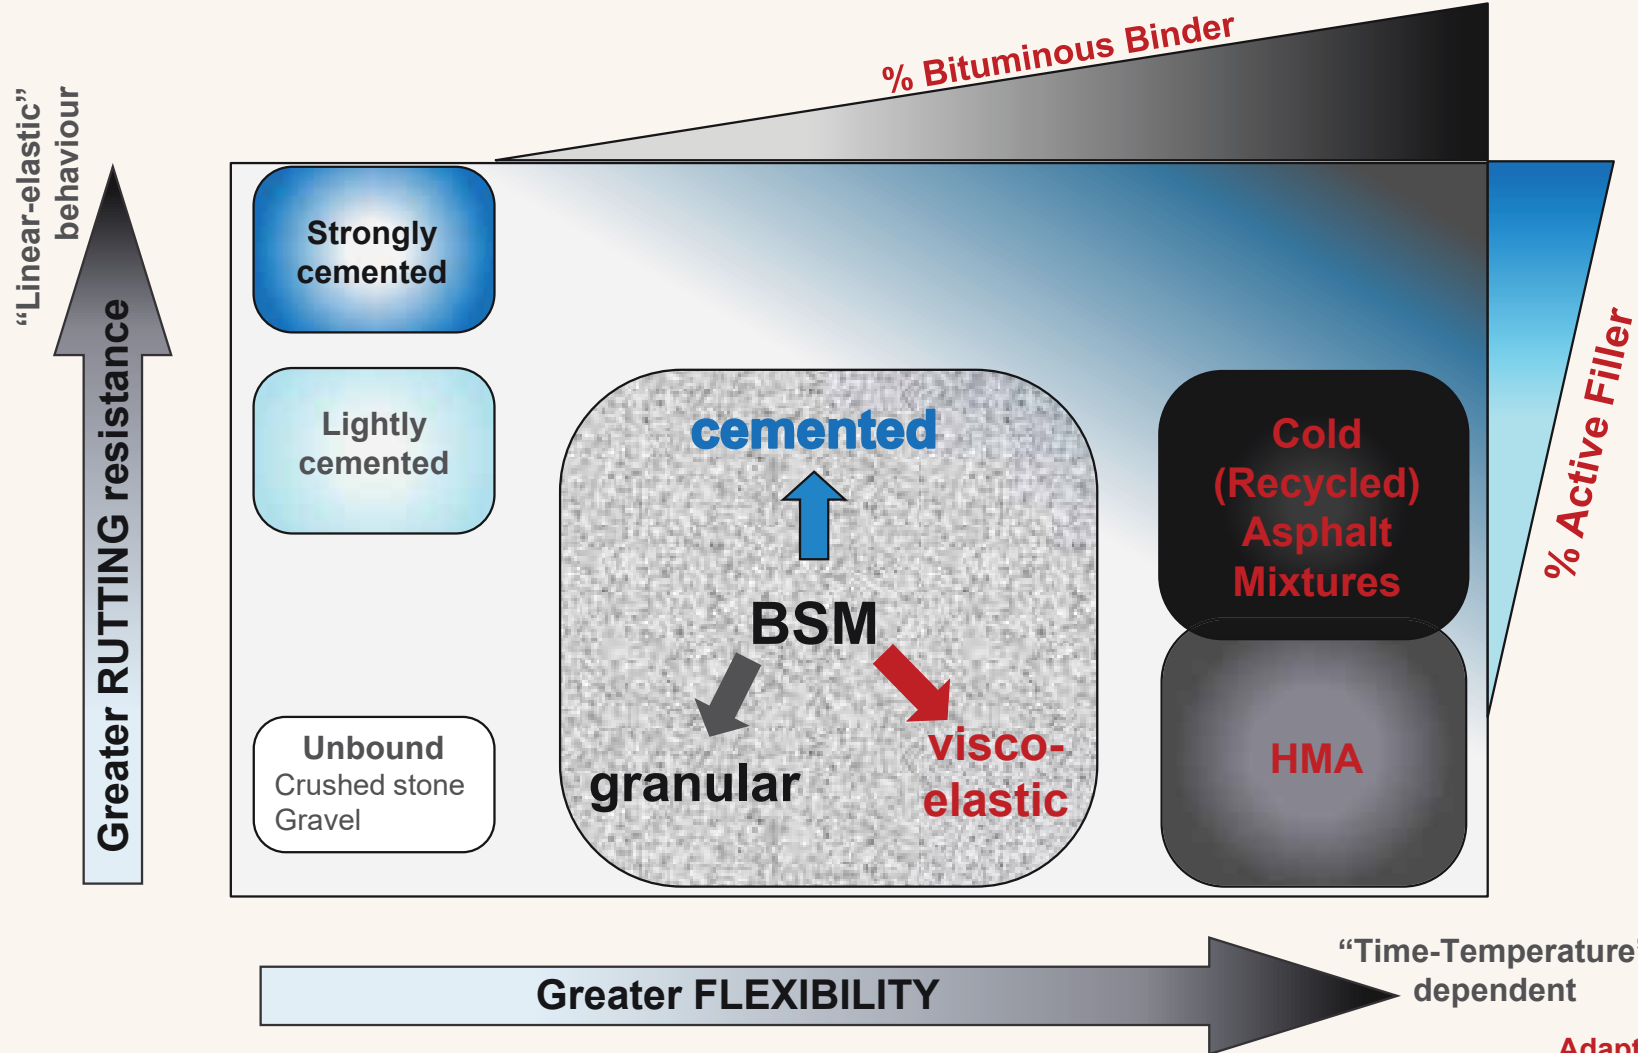 % Bituminous Binder
“Linear-elastic”
behaviour
Greater RUTTING resistance
Strongly
cemented
Lightly
cemented
Unbound
Crushed stone
Gravel
cemented
BSM
granular
visco-
elastic
Cold
(Recycled)
Asphalt
Mixtures
HMA
% Active Filler
Greater FLEXIBILITY
“Time-Temperature”
dependent
Adapt